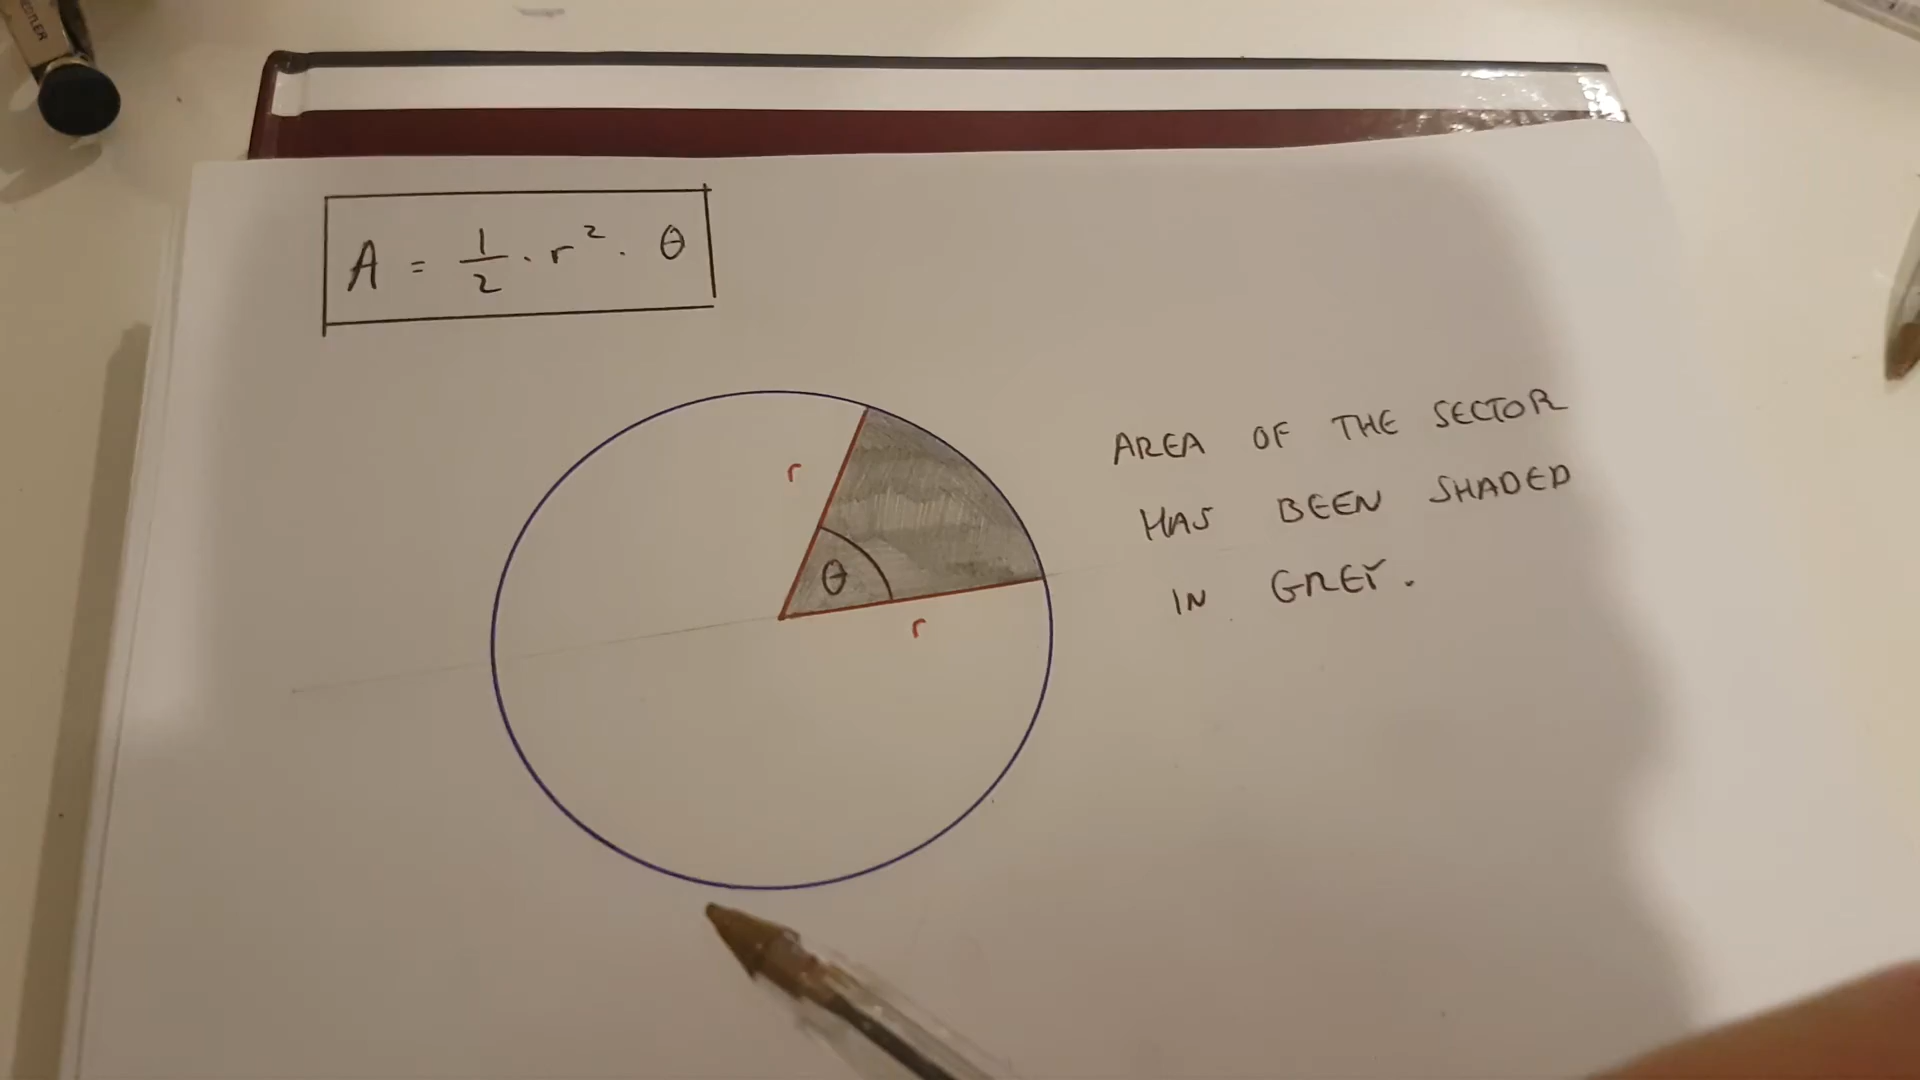 A = 1/2 · r² · θ
r
θ
r
AREA OF THE SECTOR
HAS BEEN SHADED
IN GREY.